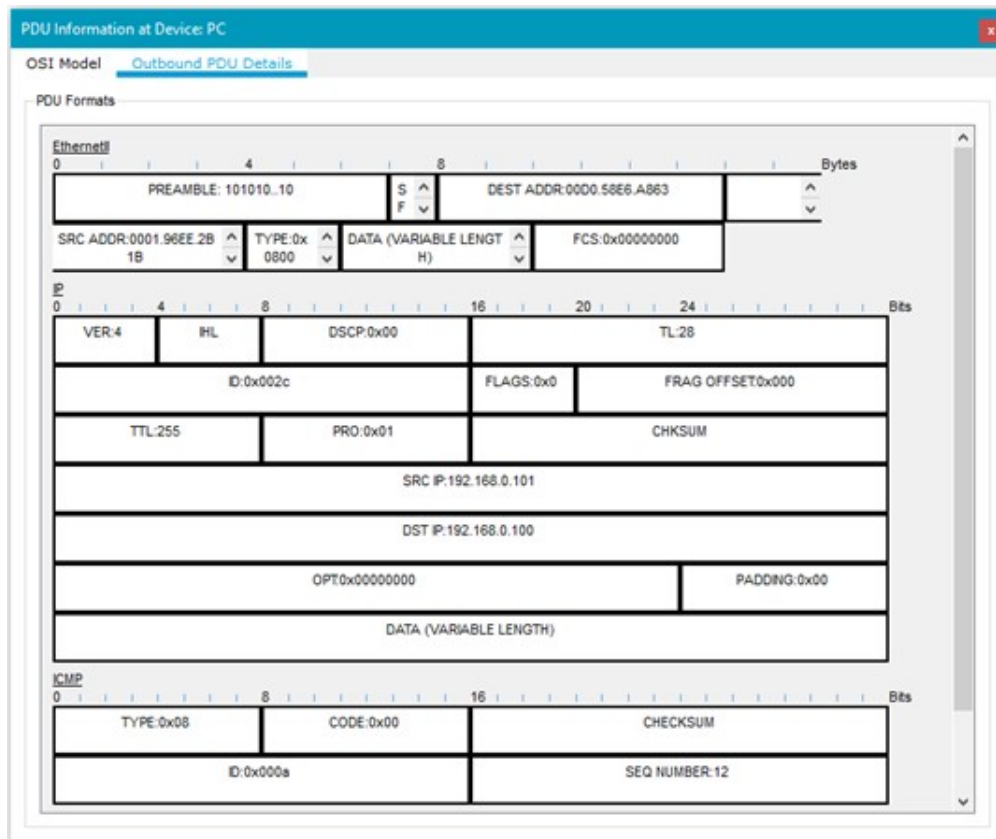 PDU Information at Device: PC
x
OSI Model Outbound PDU Details
PDU Formats
EthernetII
0 4 8 Bytes
PREAMBLE: 101010..10 S F DEST ADDR:00D0.58E6.A863
SRC ADDR:0001.96EE.2B 1B TYPE:0x 0800 DATA (VARIABLE LENGT H) FCS:0x00000000
IP
0 4 8 16 20 24 Bits
VER:4 IHL DSCP:0x00 TL:28
ID:0x002c FLAGS:0x0 FRAG OFFSET:0x000
TTL:255 PRO:0x01 CHKSUM
SRC IP:192.168.0.101
DST IP:192.168.0.100
OPT:0x00000000 PADDING:0x00
DATA (VARIABLE LENGTH)
ICMP
0 8 16 Bits
TYPE:0x08 CODE:0x00 CHECKSUM
ID:0x000a SEQ NUMBER:12